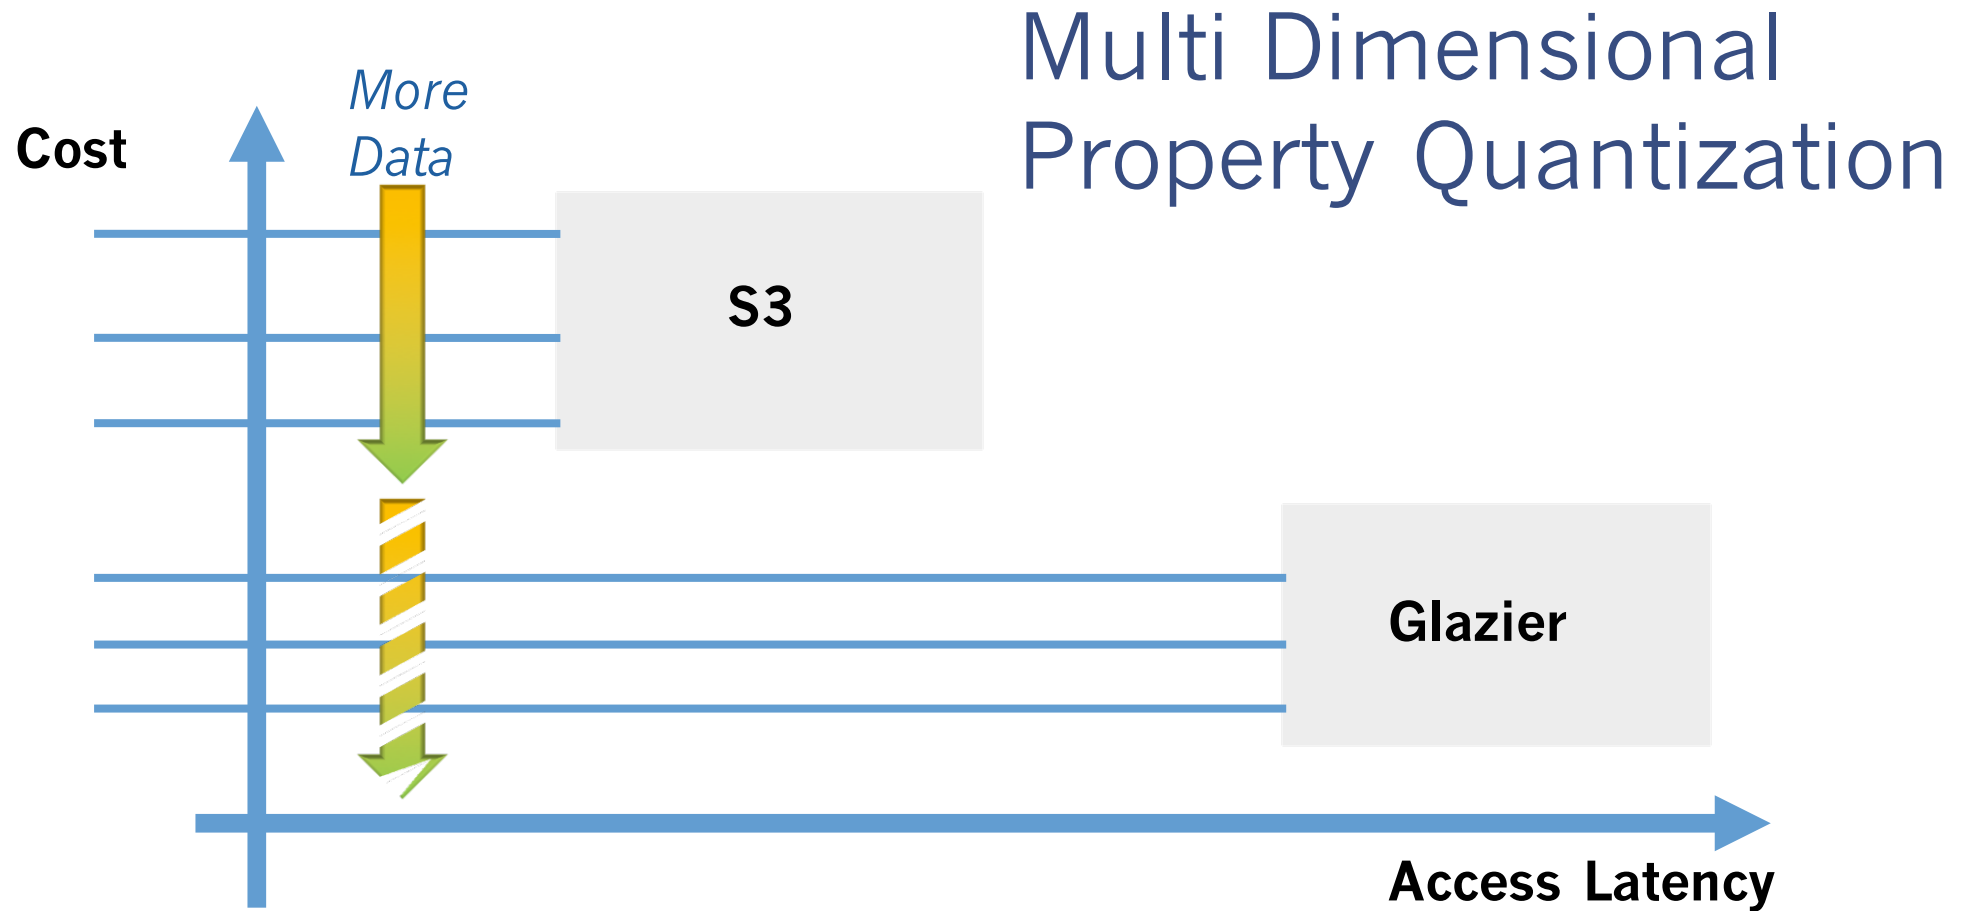 Multi Dimensional
Property Quantization
More
Data
Cost
S3
Glazier
Access Latency